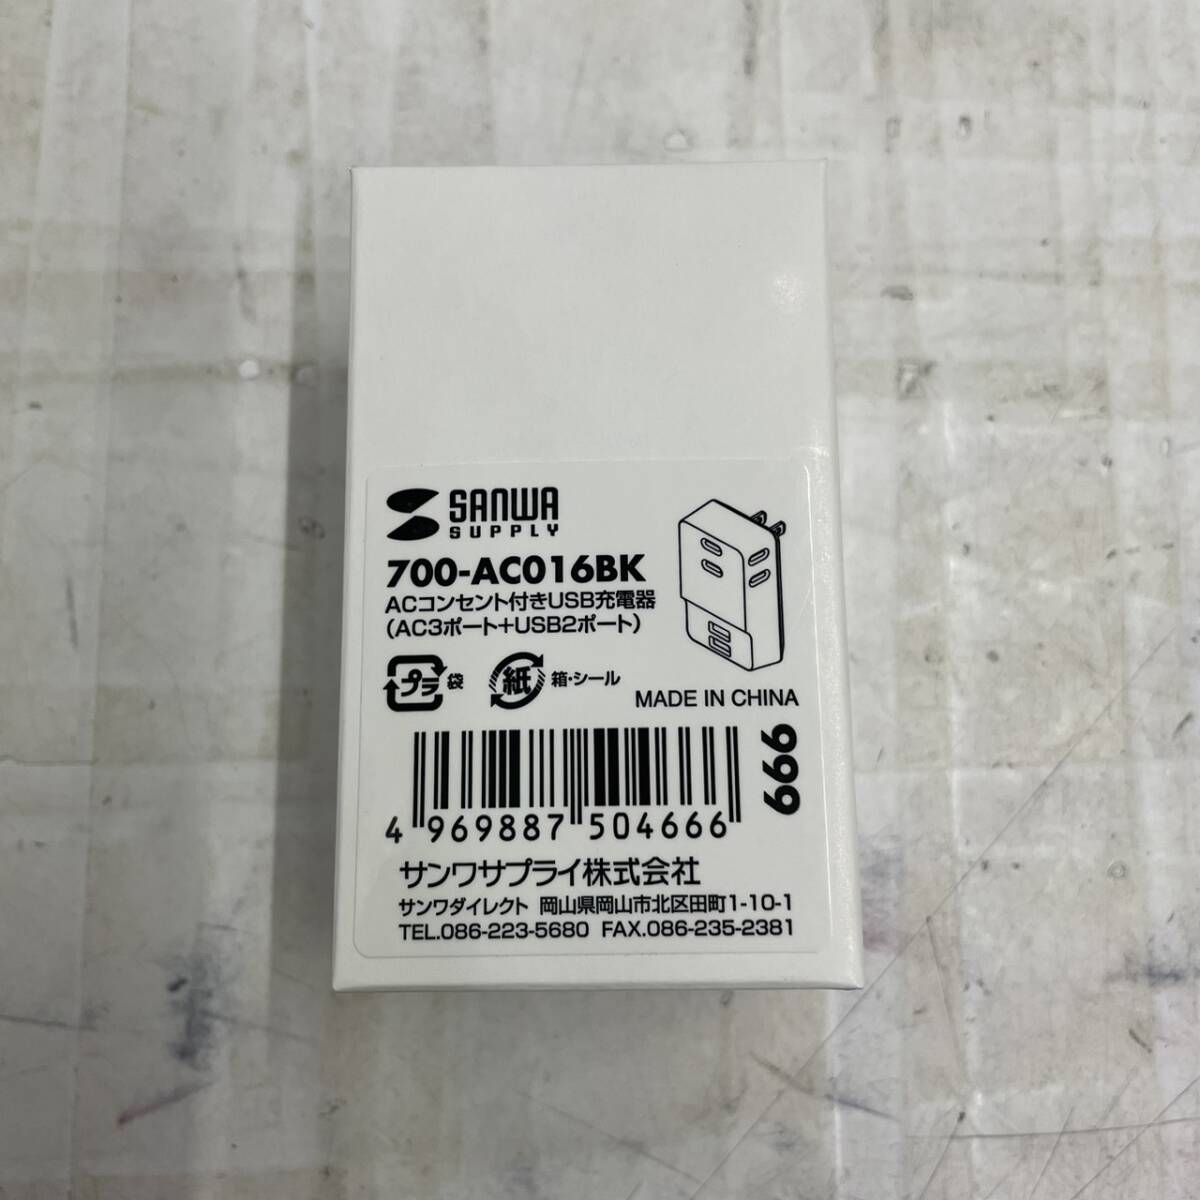 SANWA
SUPPLY
700-AC016BK
ACコンセント付きUSB充電器
(AC3ポート+USB2ポート)
プラ 袋 紙 箱・シール
MADE IN CHINA
666
4 969887 504666
サンワサプライ株式会社
サンワダイレクト 岡山県岡山市北区田町1-10-1
TEL.086-223-5680 FAX.086-235-2381